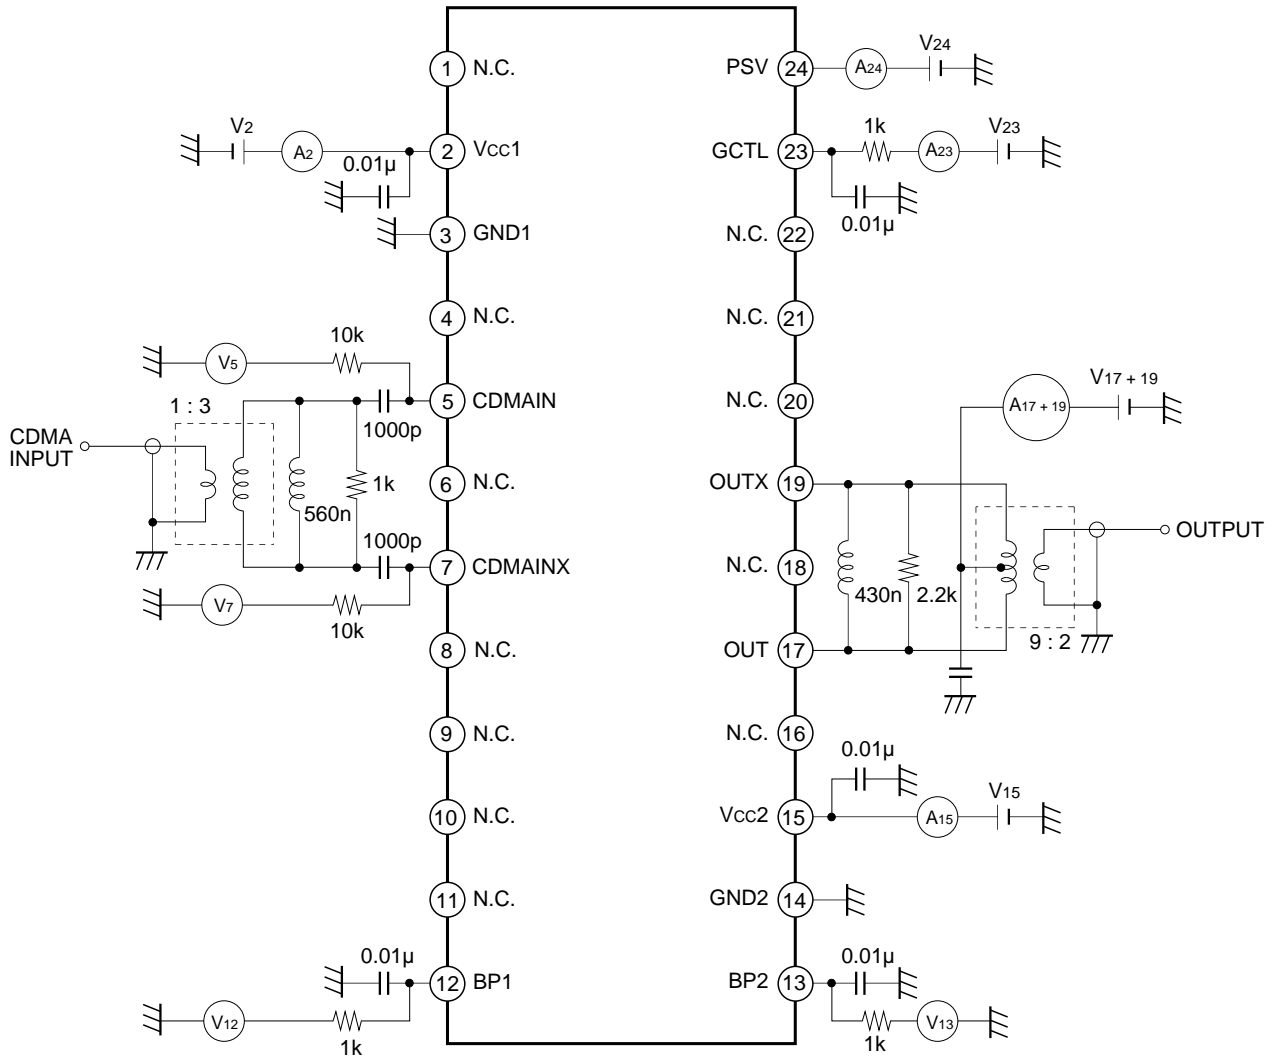 1 N.C.
PSV 24 A24 V24
V2 A2 0.01µ 2 VCC1
GCTL 23 1k A23 V23
0.01µ
3 GND1
N.C. 22
4 N.C.
N.C. 21
10k
V5
1 : 3
5 CDMAIN
1000p
N.C. 20
A17 + 19 V17 + 19
CDMA
INPUT
560n
1k
6 N.C.
OUTX 19
1000p
7 CDMAINX
N.C. 18
430n 2.2k
OUTPUT
9 : 2
V7
10k
8 N.C.
OUT 17
9 N.C.
N.C. 16
0.01µ
10 N.C.
VCC2 15 A15 V15
11 N.C.
GND2 14
0.01µ
12 BP1
V12
1k
BP2 13
0.01µ
1k
V13